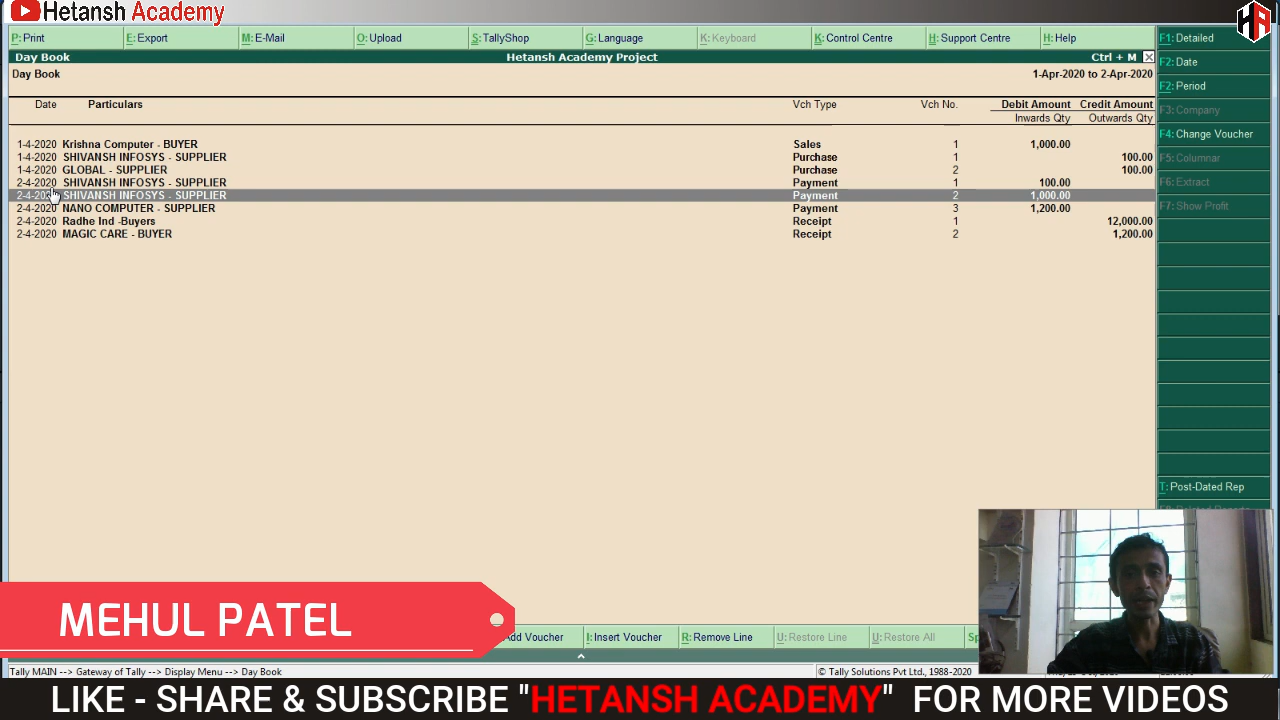 Hetansh Academy
HA
P: Print E: Export M: E-Mail O: Upload S: TallyShop G: Language K: Keyboard K: Control Centre H: Support Centre H: Help
Day Book Hetansh Academy Project Ctrl + M
Day Book 1-Apr-2020 to 2-Apr-2020
Date Particulars Vch Type Vch No. Debit Amount Credit Amount
Inwards Qty Outwards Qty
1-4-2020 Krishna Computer - BUYER Sales 1 1,000.00
1-4-2020 SHIVANSH INFOSYS - SUPPLIER Purchase 1 100.00
1-4-2020 GLOBAL - SUPPLIER Purchase 2 100.00
2-4-2020 SHIVANSH INFOSYS - SUPPLIER Payment 1 100.00
2-4-2020 SHIVANSH INFOSYS - SUPPLIER Payment 2 1,000.00
2-4-2020 NANO COMPUTER - SUPPLIER Payment 3 1,200.00
2-4-2020 Radhe Ind -Buyers Receipt 1 12,000.00
2-4-2020 MAGIC CARE - BUYER Receipt 2 1,200.00
F1: Detailed
F2: Date
F2: Period
F3: Company
F4: Change Voucher
F5: Columnar
F6: Extract
F7: Show Profit
T: Post-Dated Rep
MEHUL PATEL
Add Voucher I: Insert Voucher R: Remove Line U: Restore Line U: Restore All
Tally MAIN --> Gateway of Tally --> Display Menu --> Day Book © Tally Solutions Pvt Ltd., 1988-2020
LIKE - SHARE & SUBSCRIBE "HETANSH ACADEMY" FOR MORE VIDEOS